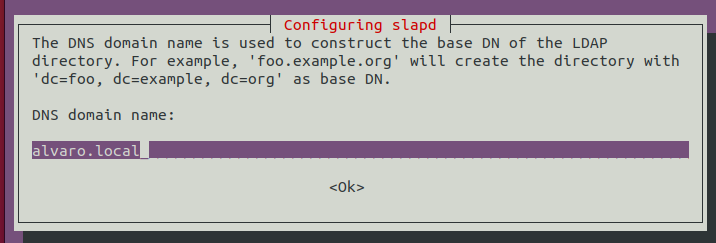 Configuring slapd
The DNS domain name is used to construct the base DN of the LDAP
directory. For example, 'foo.example.org' will create the directory with
'dc=foo, dc=example, dc=org' as base DN.
DNS domain name:
alvaro.local
<Ok>